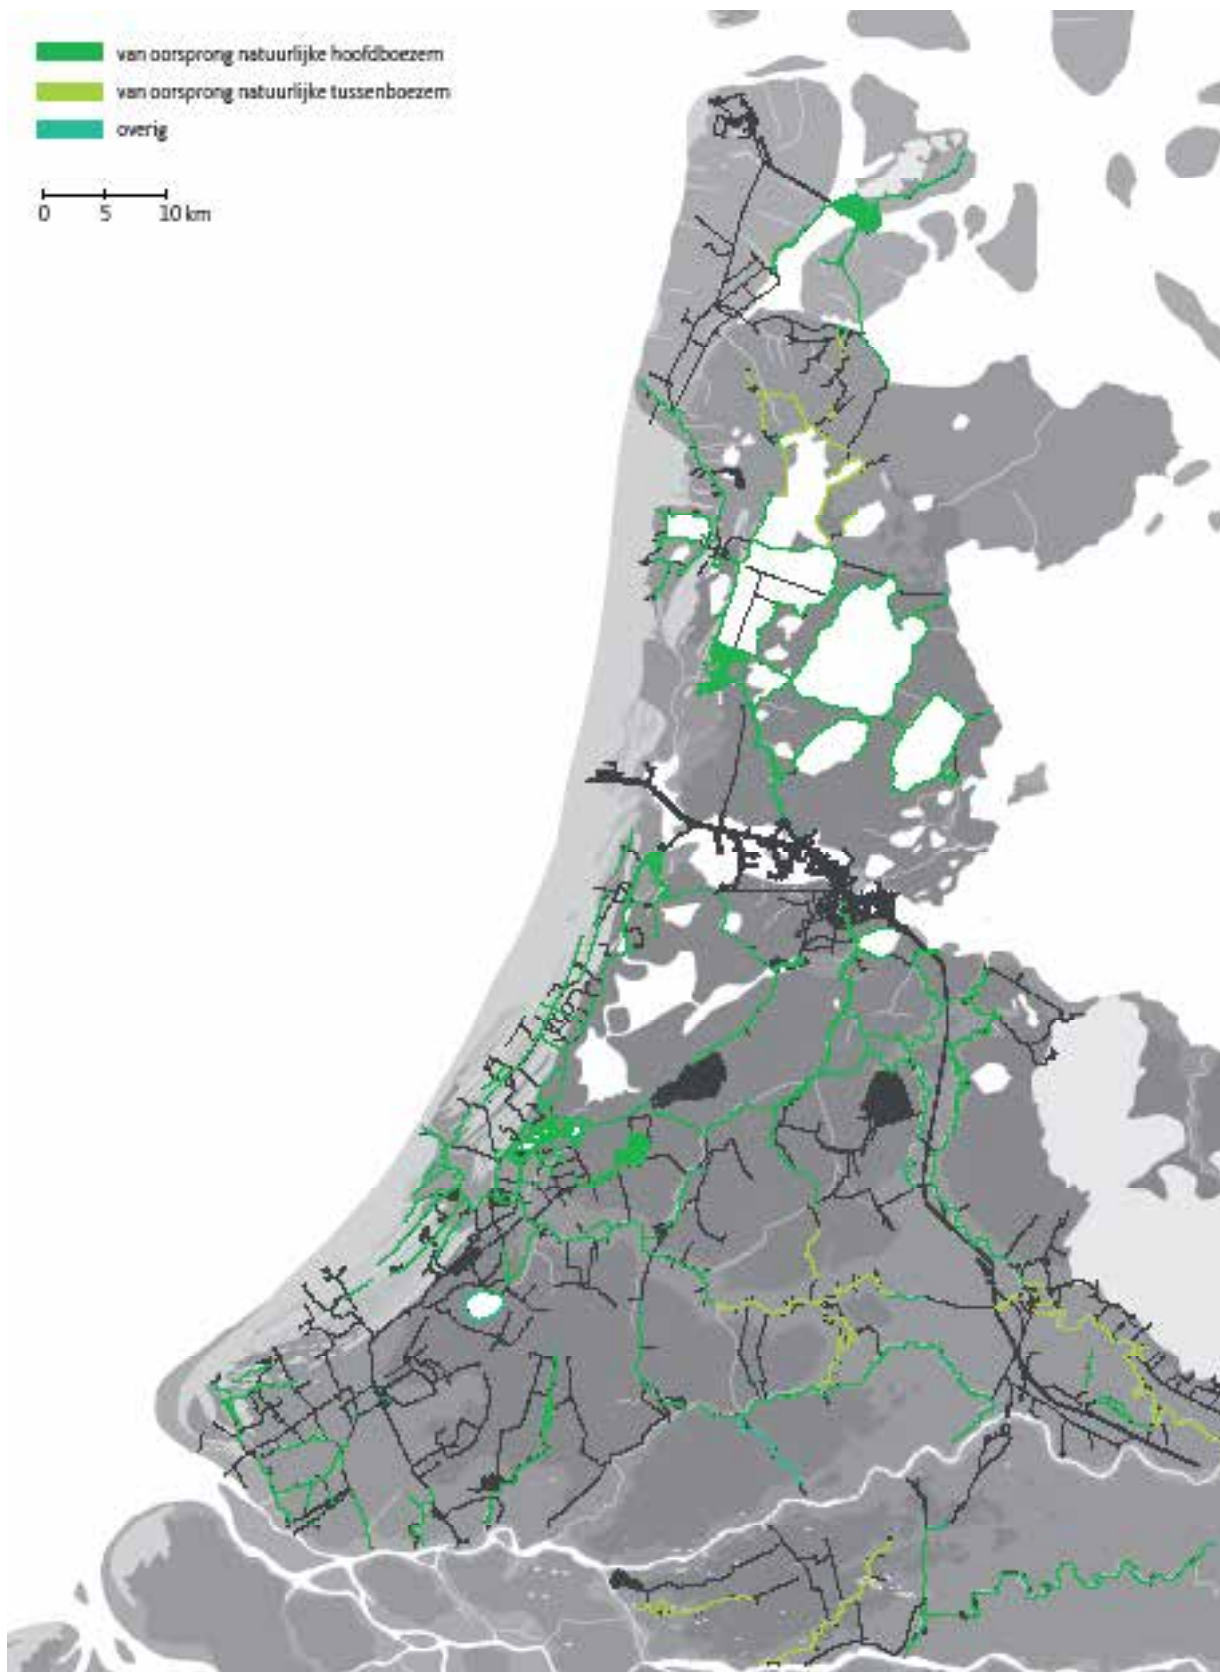 van oorsprong natuurlijke hoofdboezem
van oorsprong natuurlijke tussenboezem
overig
0 5 10 km